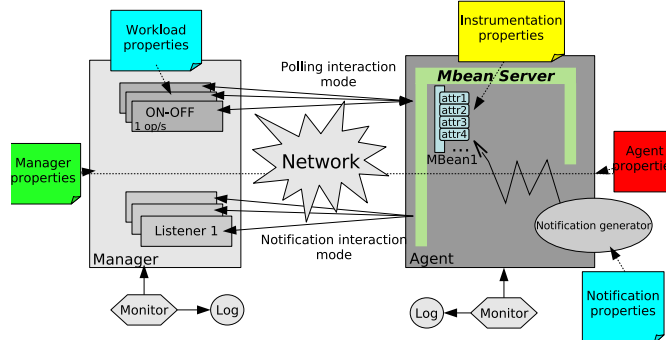 Workload
properties
Instrumentation
properties
Polling interaction
mode
Mbean Server
ON-OFF
1 op/s
attr1
attr2
attr3
attr4
...
MBean1
Network
Manager
properties
Agent
properties
Listener 1
Notification interaction
mode
Notification generator
Manager
Agent
Monitor
Log
Log
Monitor
Notification
properties